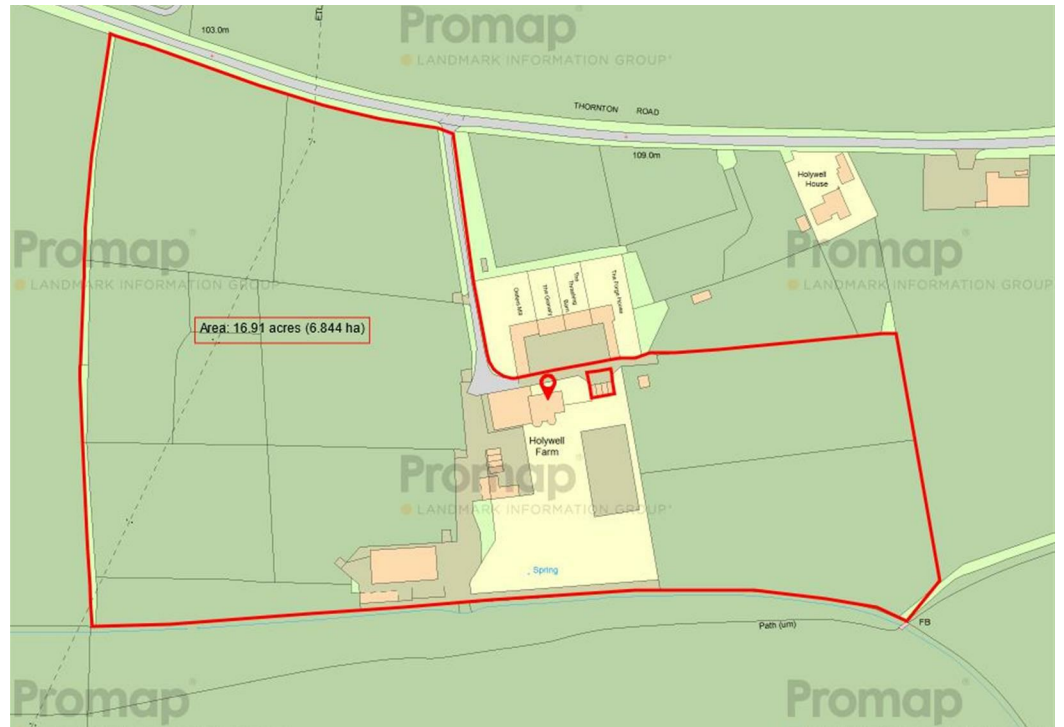 Promap
LANDMARK INFORMATION GROUP
103.0m
ETL
THORNTON ROAD
109.0m
Holywell
House
Promap
LANDMARK INFORMATION GROUP
Promap
LANDMARK INFORMATION GROUP
The Granary
The
Threshing
Barn
The Forge House
Area: 16.91 acres (6.844 ha)
Holywell
Farm
Promap
LANDMARK INFORMATION GROUP
Spring
Path (um)
FB
Promap
Promap